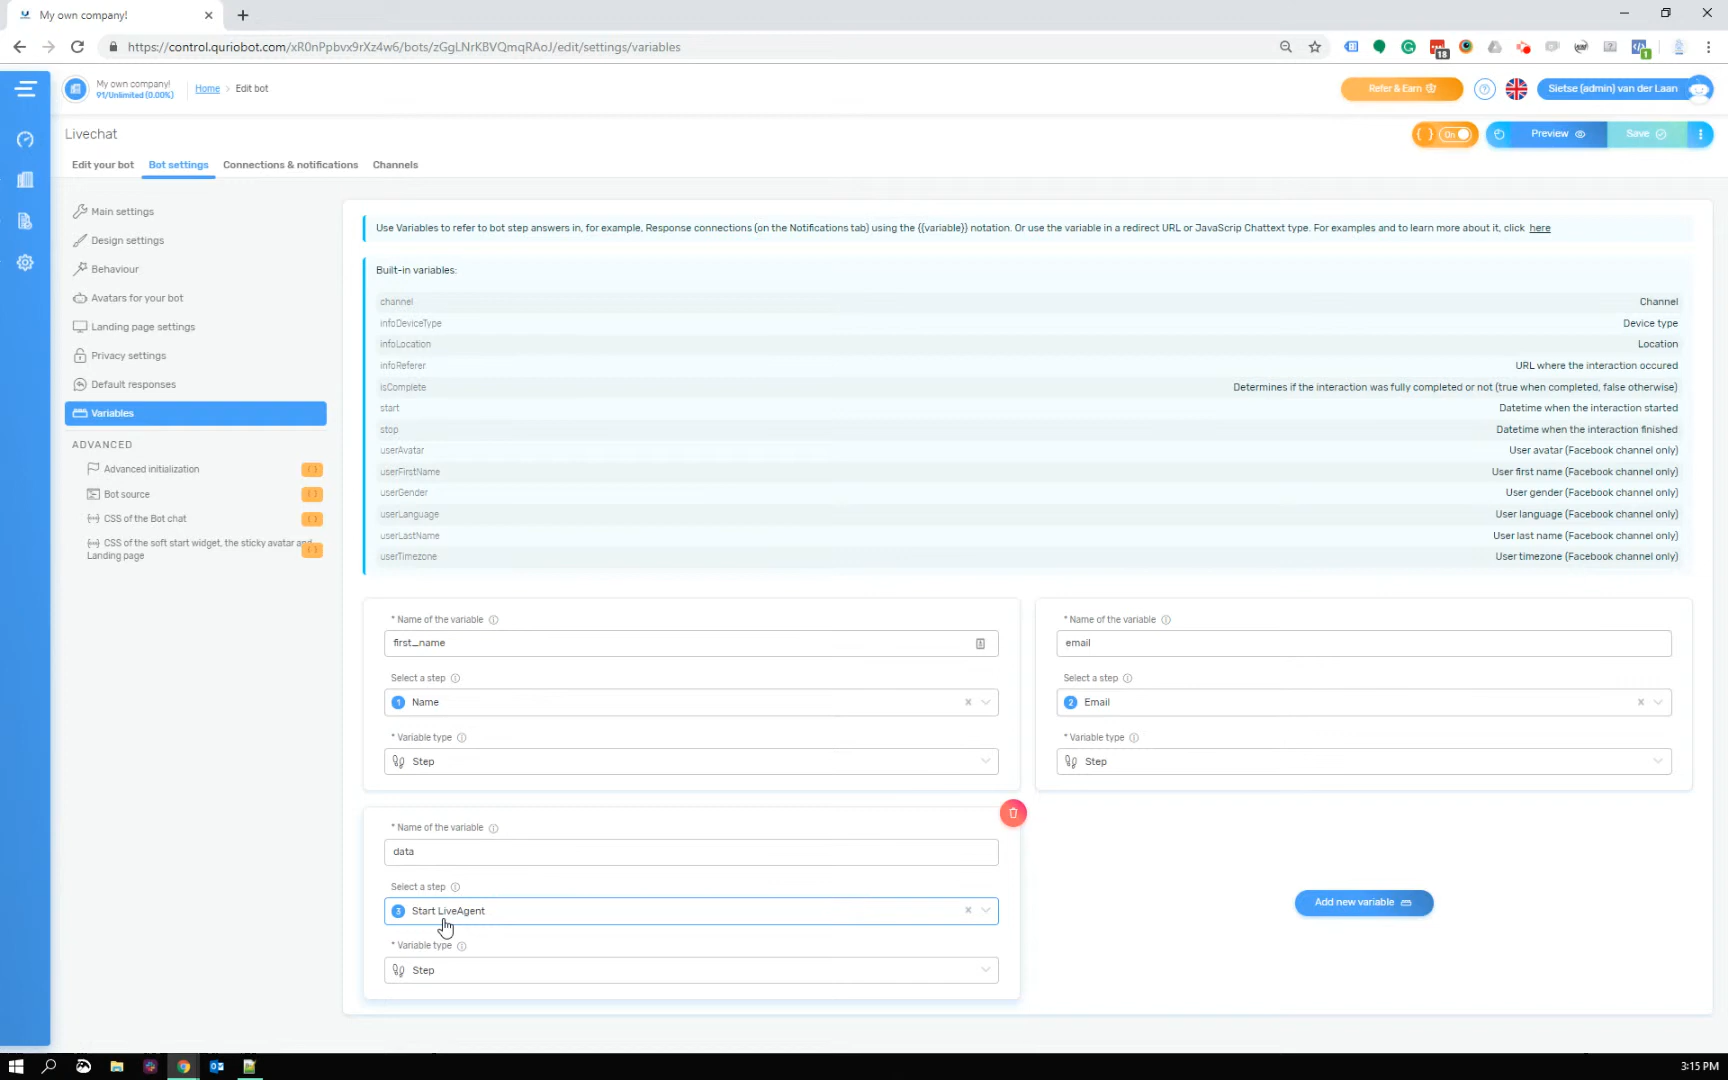 My own company!
https://control.quriobot.com/xR0nPpbvx9rXz4w6/bots/zGgLNrKBVQmqRAoJ/edit/settings/variables
18
1
My own company!
91/Unlimited (0.00%)
Home > Edit bot
Refer & Earn
Sietse (admin) van der Laan
Livechat
On
Preview
Save
Edit your bot
Bot settings
Connections & notifications
Channels
Main settings
Design settings
Behaviour
Avatars for your bot
Landing page settings
Privacy settings
Default responses
Variables
ADVANCED
Advanced initialization
Bot source
CSS of the Bot chat
CSS of the soft start widget, the sticky avatar and
Landing page
Use Variables to refer to bot step answers in, for example, Response connections (on the Notifications tab) using the {{variable}} notation. Or use the variable in a redirect URL or JavaScrip Chattext type. For examples and to learn more about it, click here
Built-in variables:
channel Channel
infoDeviceType Device type
infoLocation Location
infoReferer URL where the interaction occured
isComplete Determines if the interaction was fully completed or not (true when completed, false otherwise)
start Datetime when the interaction started
stop Datetime when the interaction finished
userAvatar User avatar (Facebook channel only)
userFirstName User first name (Facebook channel only)
userGender User gender (Facebook channel only)
userLanguage User language (Facebook channel only)
userLastName User last name (Facebook channel only)
userTimezone User timezone (Facebook channel only)
* Name of the variable
first_name
Select a step
1 Name
* Variable type
Step
* Name of the variable
email
Select a step
2 Email
* Variable type
Step
* Name of the variable
data
Select a step
3 Start LiveAgent
* Variable type
Step
Add new variable
3:15 PM